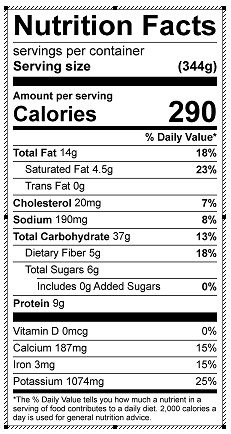 Nutrition Facts
servings per container
Serving size (344g)
Amount per serving
Calories 290
% Daily Value*
Total Fat 14g 18%
Saturated Fat 4.5g 23%
Trans Fat 0g
Cholesterol 20mg 7%
Sodium 190mg 8%
Total Carbohydrate 37g 13%
Dietary Fiber 5g 18%
Total Sugars 6g
Includes 0g Added Sugars 0%
Protein 9g
Vitamin D 0mcg 0%
Calcium 187mg 15%
Iron 3mg 15%
Potassium 1074mg 25%
*The % Daily Value tells you how much a nutrient in a
serving of food contributes to a daily diet. 2,000 calories a
day is used for general nutrition advice.